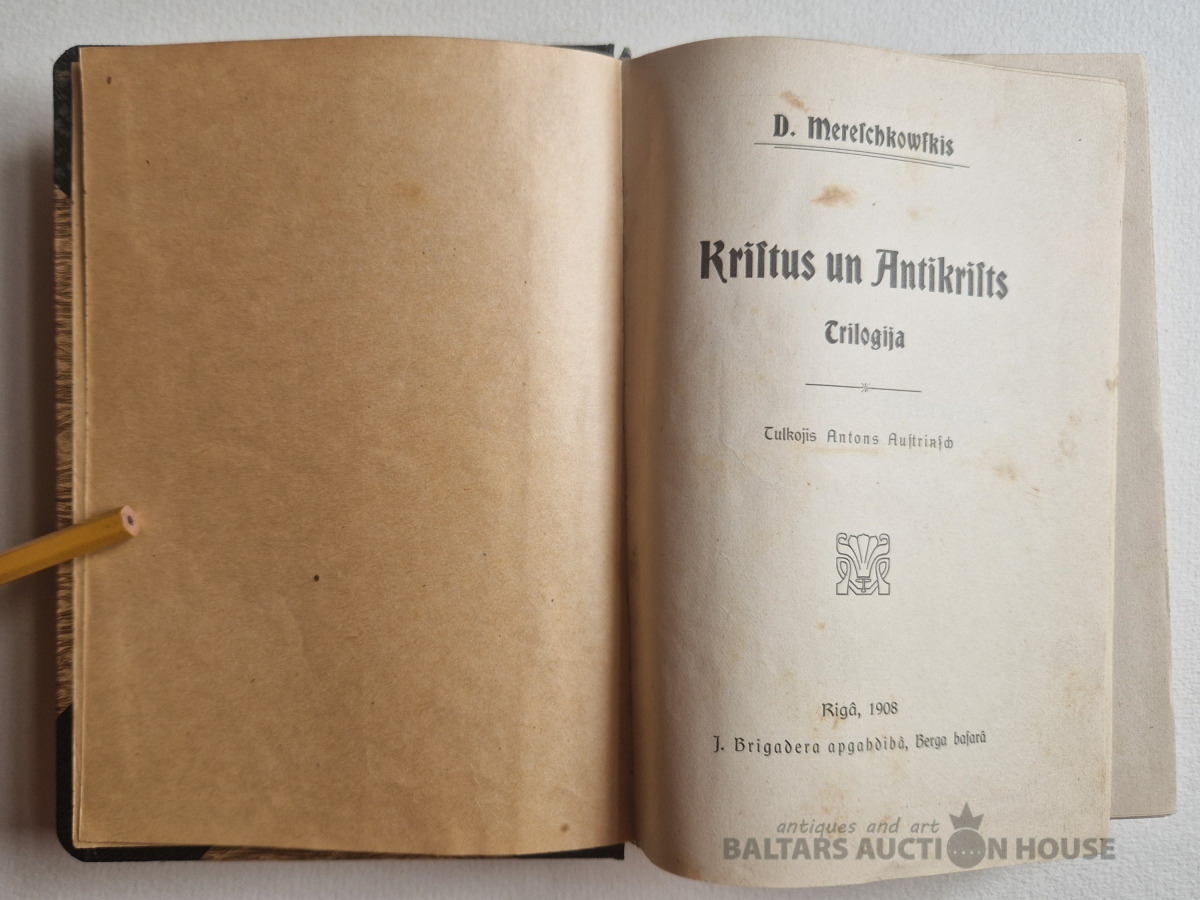 D. Mereſchkowſkis
Kriſtus un Antikriſts
Trilogija
Tulkojis Antons Auſtriꞃſch
Rigâ, 1908
J. Brigadera apgahdibâ, Berga baſarâ
antiques and art
BALTARS AUCTION HOUSE